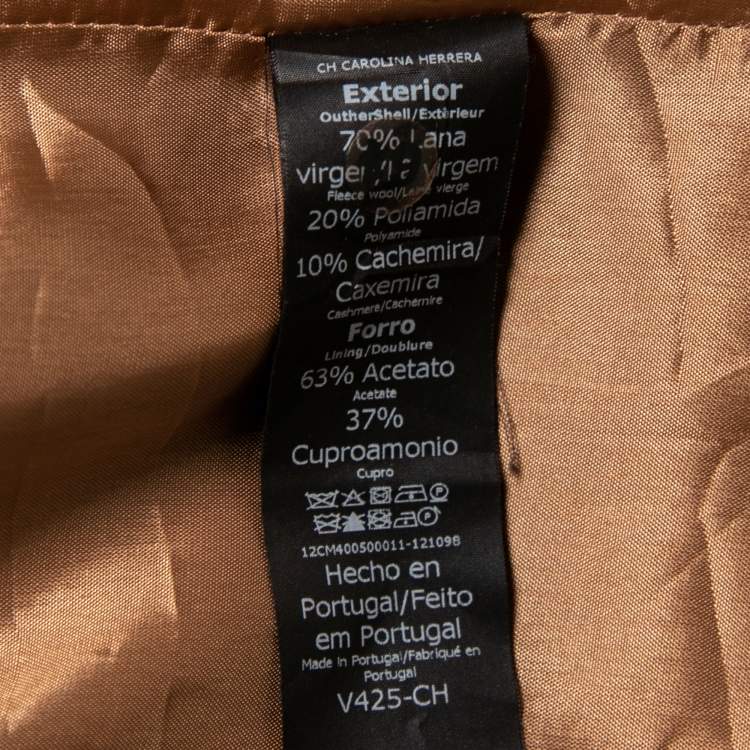 CH CAROLINA HERRERA
Exterior
OutherShell/Extèrieur
70% Lana
virgem
Fleece wool/Laine vierge
20% Poliamida
Polyamide
10% Cachemira/
Caxemira
Cashmere/Cachemire
Forro
Lining/Doublure
63% Acetato
Acetate
37%
Cuproamonio
Cupro
12CM400500011-121098
Hecho en
Portugal/Feito
em Portugal
Made in Portugal/Fabriqué en
Portugal
V425-CH